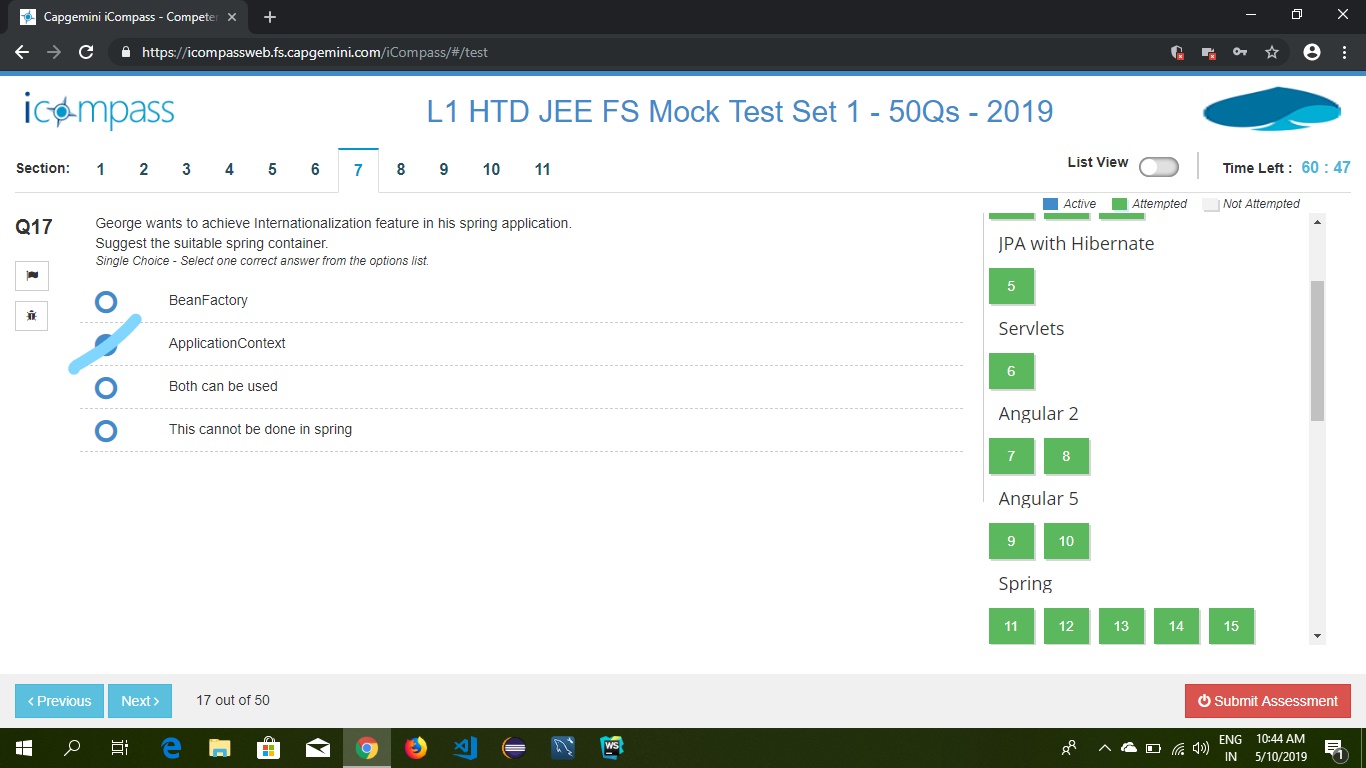 Capgemini iCompass - Competer
https://icompassweb.fs.capgemini.com/iCompass/#/test
icompass
L1 HTD JEE FS Mock Test Set 1 - 50Qs - 2019
Section: 1 2 3 4 5 6 7 8 9 10 11
List View
Time Left : 60 : 47
Active Attempted Not Attempted
Q17
George wants to achieve Internationalization feature in his spring application.
Suggest the suitable spring container.
Single Choice - Select one correct answer from the options list.
BeanFactory
ApplicationContext
Both can be used
This cannot be done in spring
JPA with Hibernate
5
Servlets
6
Angular 2
7 8
Angular 5
9 10
Spring
11 12 13 14 15
Previous
Next
17 out of 50
Submit Assessment
WS
ENG
IN
10:44 AM
5/10/2019
1